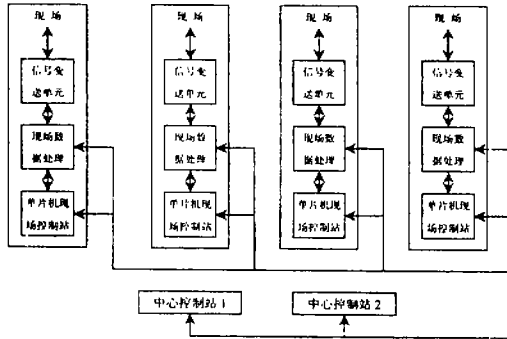 现场
现场
现场
现场
信号变
送单元
信号变
送单元
信号变
送单元
信号变
送单元
现场数
据处理
现场数
据处理
现场数
据处理
现场数
据处理
单片机现
场控制站
单片机现
场控制站
单片机现
场控制站
单片机现
场控制站
中心控制站1
中心控制站2